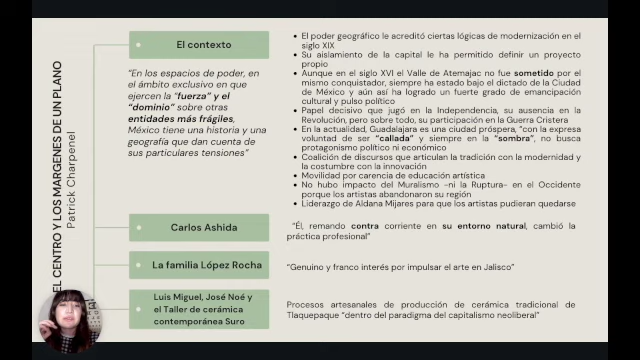 EL CENTRO Y LOS MARGENES DE UN PLANO
Patrick Charpenel
El contexto
“En los espacios de poder, en
el ámbito exclusivo en que
ejercen la “fuerza” y el
“dominio” sobre otras
entidades más frágiles,
México tiene una historia y una
geografía que dan cuenta de
sus particulares tensiones”
El poder geográfico le acreditó ciertas lógicas de modernización en el
siglo XIX
Su aislamiento de la capital le ha permitido definir un proyecto
propio
Aunque en el siglo XVI el Valle de Atemajac no fue sometido por el
mismo conquistador, siempre ha estado bajo el dictado de la Ciudad
de México y aún así ha logrado un fuerte grado de emancipación
cultural y pulso político
Papel decisivo que jugó en la Independencia, su ausencia en la
Revolución, pero sobre todo, su participación en la Guerra Cristera
En la actualidad, Guadalajara es una ciudad próspera, “con la expresa
voluntad de ser “callada” y siempre en la “sombra”, no busca
protagonismo político ni económico
Coalición de discursos que articulan la tradición con la modernidad y
la costumbre con la innovación
Movilidad por carencia de educación artística
No hubo impacto del Muralismo -ni la Ruptura- en el Occidente
porque los artistas abandonaron su región
Liderazgo de Aldana Mijares para que los artistas pudieran quedarse
Carlos Ashida
“Él, remando contra corriente en su entorno natural, cambió la
práctica profesional”
La familia López Rocha
“Genuino y franco interés por impulsar el arte en Jalisco”
Luis Miguel, José Noé y
el Taller de cerámica
contemporánea Suro
Procesos artesanales de producción de cerámica tradicional de
Tlaquepaque “dentro del paradigma del capitalismo neoliberal”